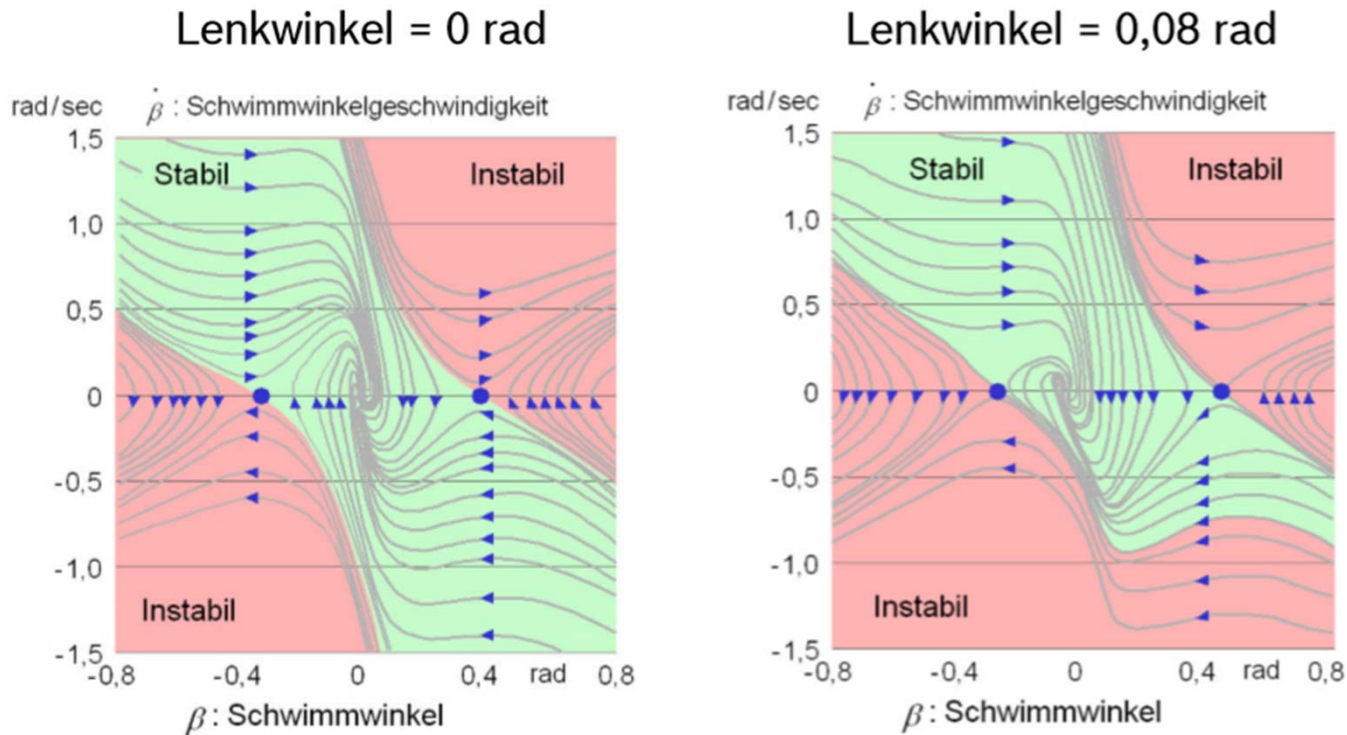 Lenkwinkel = 0 rad
rad/sec β̇ : Schwimmwinkelgeschwindigkeit
1,5
Stabil Instabil
1,0
0,5
0
-0,5
-1,0
Instabil
-1,5
-0,8 -0,4 0 0,4 rad 0,8
β : Schwimmwinkel
Lenkwinkel = 0,08 rad
rad/sec β̇ : Schwimmwinkelgeschwindigkeit
1,5
Stabil Instabil
1,0
0,5
0
-0,5
-1,0
Instabil
-1,5
-0,8 -0,4 0 0,4 rad 0,8
β : Schwimmwinkel